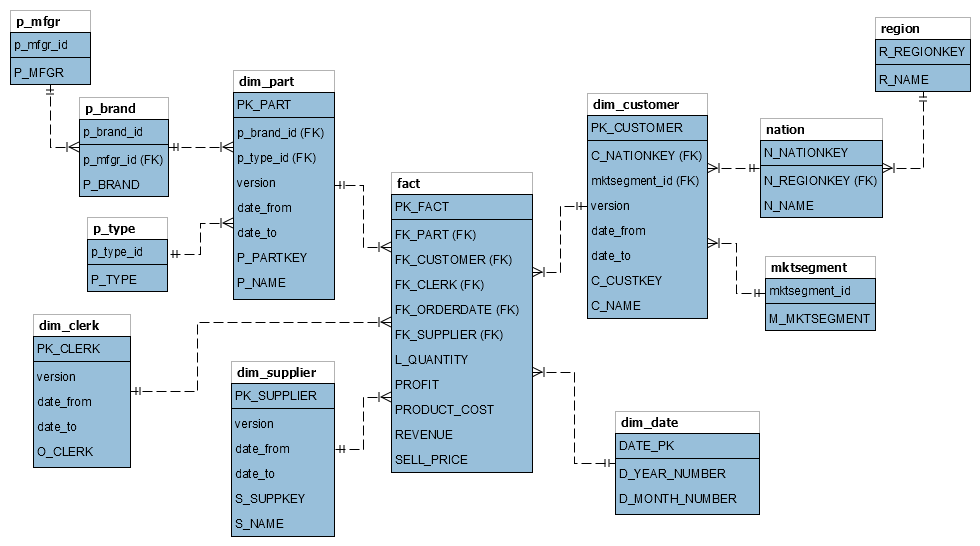 p_mfgr
p_mfgr_id
P_MFGR
p_brand
p_brand_id
p_mfgr_id (FK)
P_BRAND
p_type
p_type_id
P_TYPE
dim_part
PK_PART
p_brand_id (FK)
p_type_id (FK)
version
date_from
date_to
P_PARTKEY
P_NAME
dim_clerk
PK_CLERK
version
date_from
date_to
O_CLERK
dim_supplier
PK_SUPPLIER
version
date_from
date_to
S_SUPPKEY
S_NAME
fact
PK_FACT
FK_PART (FK)
FK_CUSTOMER (FK)
FK_CLERK (FK)
FK_ORDERDATE (FK)
FK_SUPPLIER (FK)
L_QUANTITY
PROFIT
PRODUCT_COST
REVENUE
SELL_PRICE
dim_customer
PK_CUSTOMER
C_NATIONKEY (FK)
mktsegment_id (FK)
version
date_from
date_to
C_CUSTKEY
C_NAME
region
R_REGIONKEY
R_NAME
nation
N_NATIONKEY
N_REGIONKEY (FK)
N_NAME
mktsegment
mktsegment_id
M_MKTSEGMENT
dim_date
DATE_PK
D_YEAR_NUMBER
D_MONTH_NUMBER